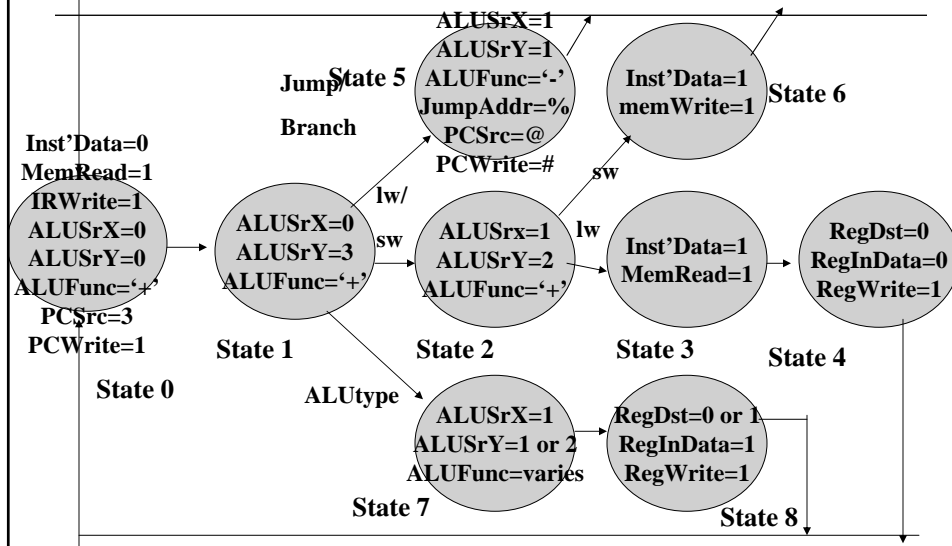 ALUSrX=1
ALUSrY=1
ALUFunc=‘-’
JumpAddr=%
PCSrc=@
PCWrite=#
State 5
Jump/
Branch
Inst’Data=1
memWrite=1
State 6
Inst’Data=0
MemRead=1
IRWrite=1
ALUSrX=0
ALUSrY=0
ALUFunc=‘+’
PCSrc=3
PCWrite=1
State 0
ALUSrX=0
ALUSrY=3
ALUFunc=‘+’
State 1
lw/
sw
ALUSrx=1
ALUSrY=2
ALUFunc=‘+’
State 2
sw
lw
Inst’Data=1
MemRead=1
State 3
RegDst=0
RegInData=0
RegWrite=1
State 4
ALUtype
ALUSrX=1
ALUSrY=1 or 2
ALUFunc=varies
State 7
RegDst=0 or 1
RegInData=1
RegWrite=1
State 8